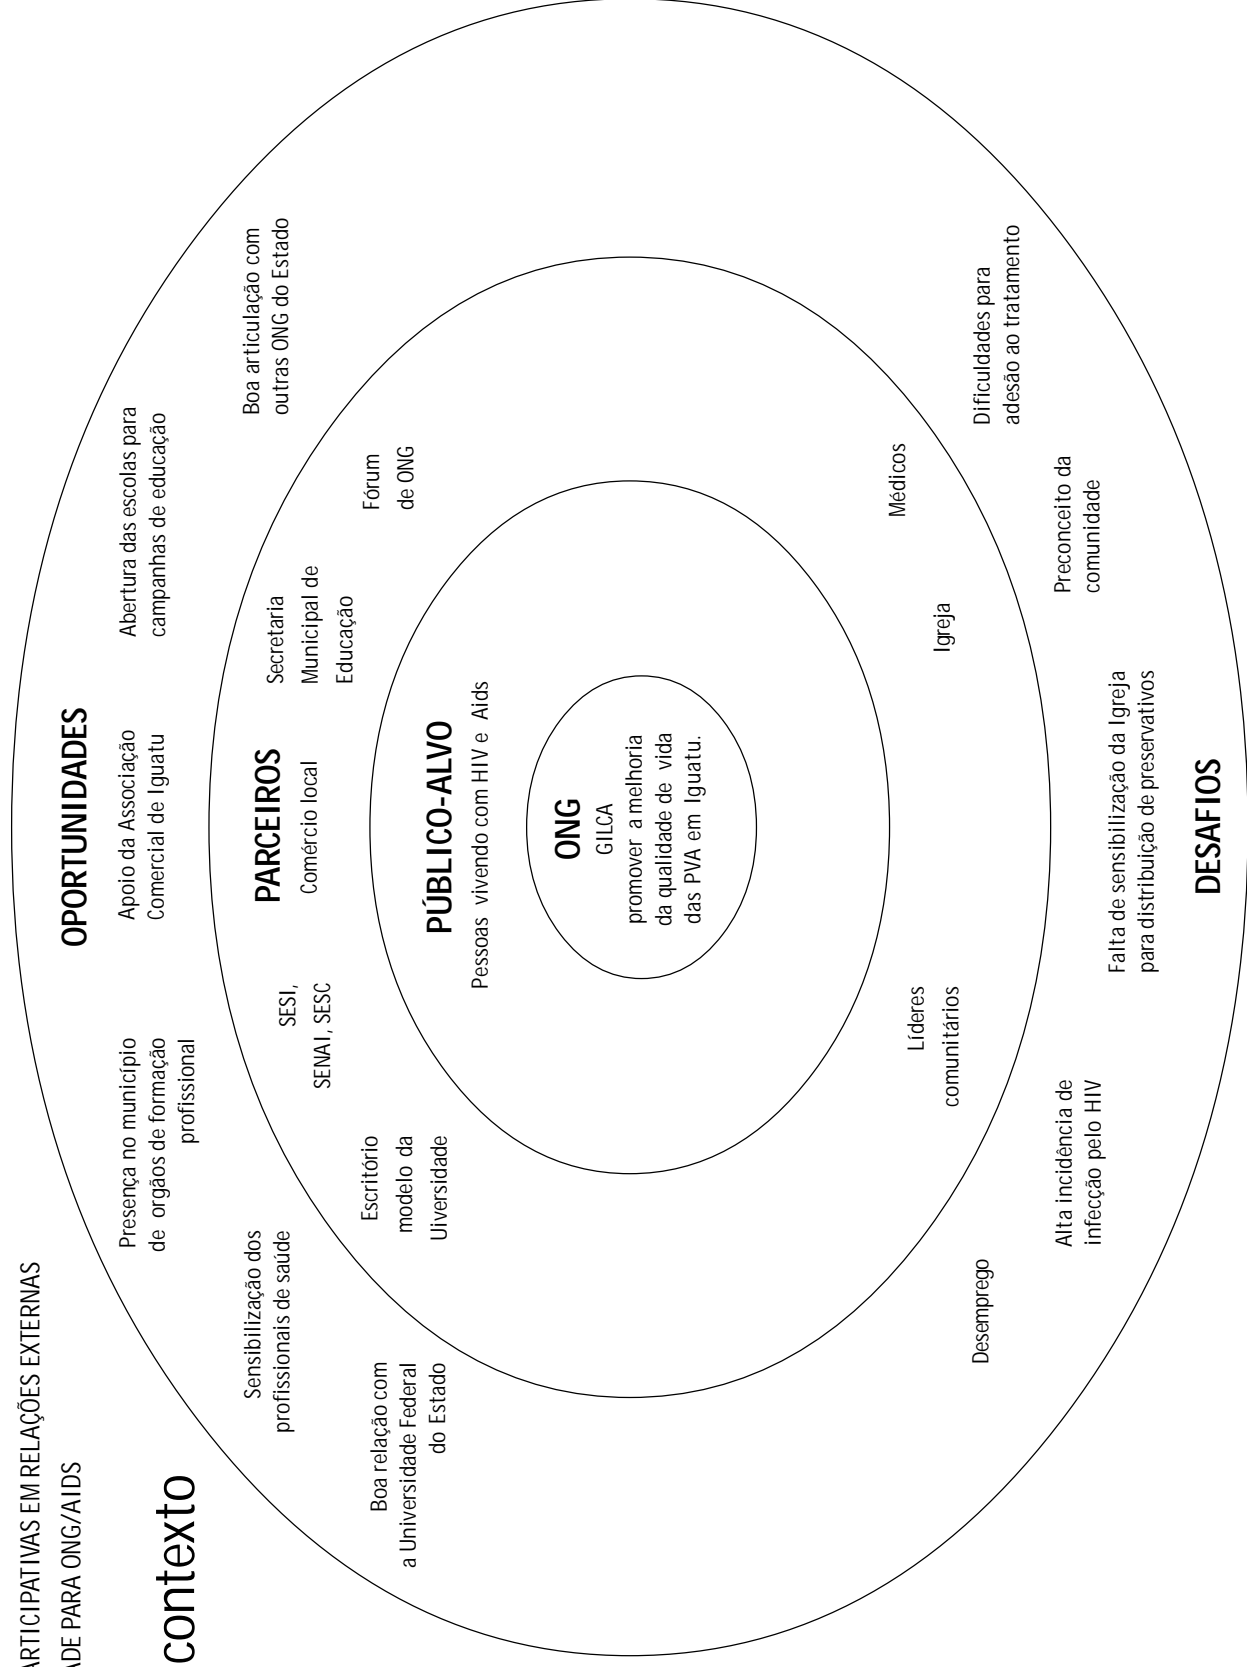 ARTICIPATIVAS EM RELAÇÕES EXTERNAS
ADE PARA ONG/AIDS
contexto
OPORTUNIDADES
Presença no município
de orgãos de formação
profissional
Apoio da Associação
Comercial de Iguatu
Abertura das escolas para
campanhas de educação
Sensibilização dos
profissionais de saúde
Boa articulação com
outras ONG do Estado
Boa relação com
a Universidade Federal
do Estado
PARCEIROS
SESI,
SENAI, SESC
Comércio local
Secretaria
Municipal de
Educação
Escritório
modelo da
Uiversidade
Fórum
de ONG
PÚBLICO-ALVO
Pessoas vivendo com HIV e Aids
ONG
GILCA
promover a melhoria
da qualidade de vida
das PVA em Iguatu.
Líderes
comunitários
Igreja
Médicos
Desemprego
Dificuldades para
adesão ao tratamento
Alta incidência de
infecção pelo HIV
Preconceito da
comunidade
Falta de sensibilização da Igreja
para distribuição de preservativos
DESAFIOS